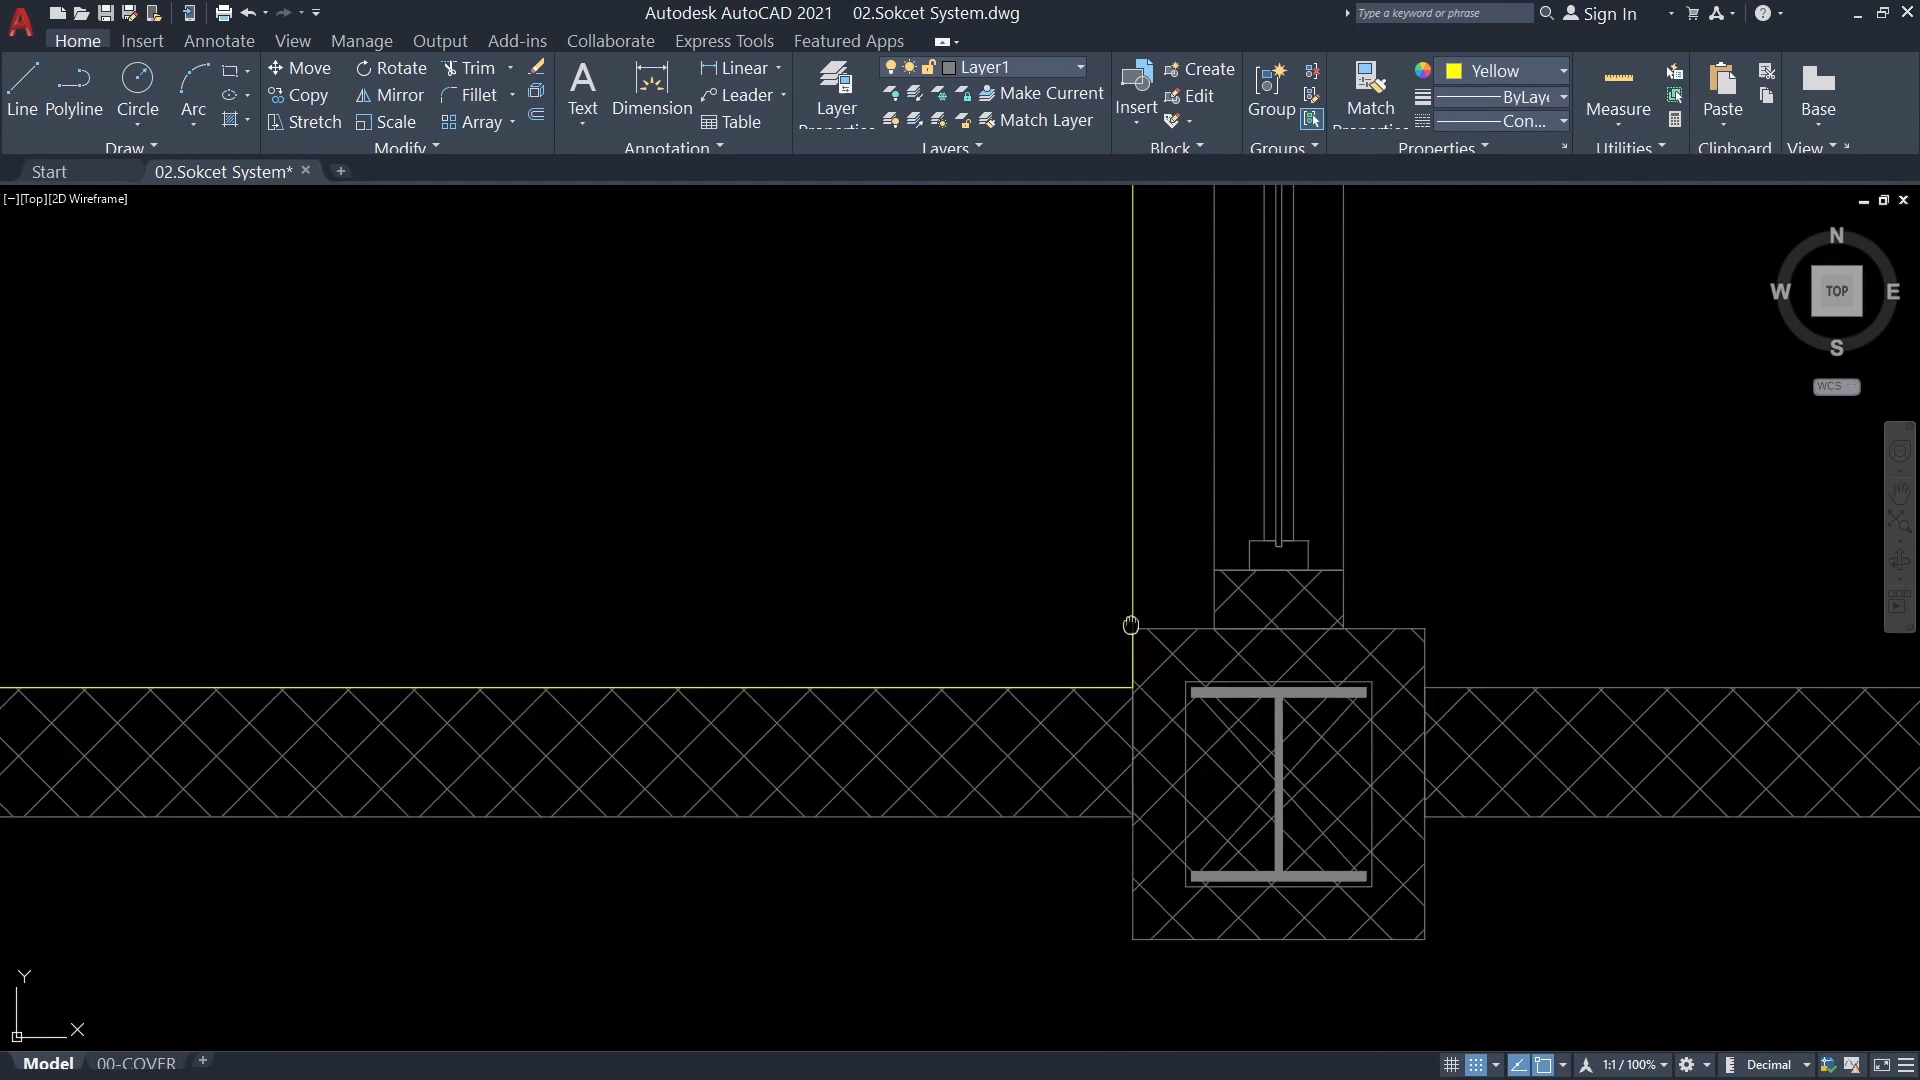 Autodesk AutoCAD 2021 02.Sokcet System.dwg
Type a keyword or phrase
Sign In
Home Insert Annotate View Manage Output Add-ins Collaborate Express Tools Featured Apps
Line Polyline Circle Arc
Move Rotate Trim
Copy Mirror Fillet
Stretch Scale Array
Text Dimension
Linear
Leader
Table
Layer
Properties
Layer1
Make Current
Match Layer
Insert
Create
Edit
Group
Match
Properties
Yellow
ByLaye
Con...
Measure
Paste
Base
Draw Modify Annotation Layers Block Groups Properties Utilities Clipboard View
Start 02.Sokcet System*
[−][Top][2D Wireframe]
N
W TOP E
S
WCS
Y
X
Model 00-COVER
1:1 / 100% Decimal